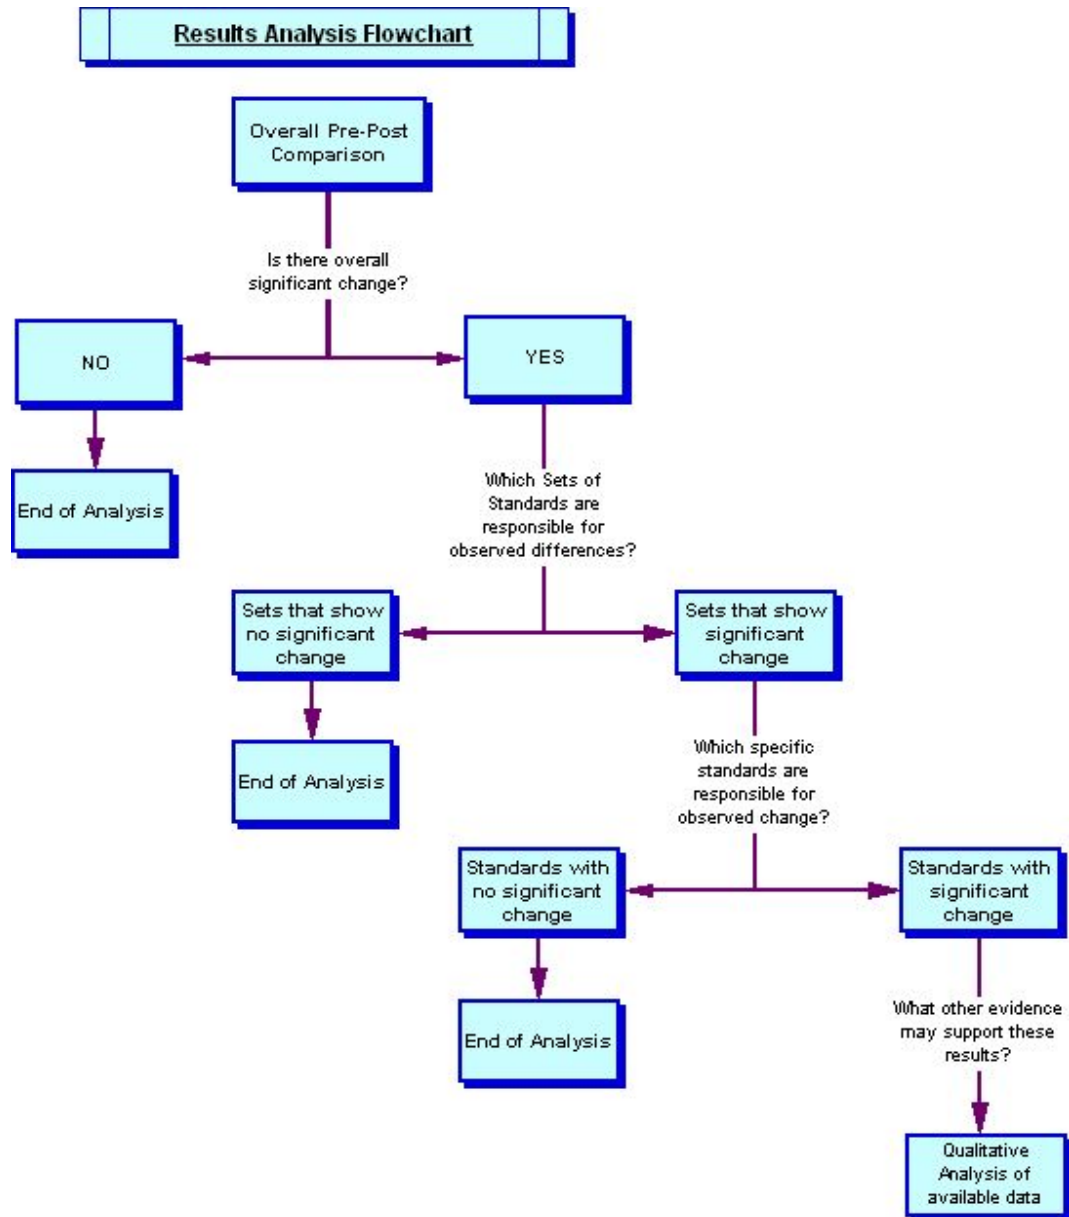 Results Analysis Flowchart
Overall Pre-Post
Comparison
Is there overall
significant change?
NO
YES
End of Analysis
Which Sets of
Standards are
responsible for
observed differences?
Sets that show
no significant
change
Sets that show
significant
change
End of Analysis
Which specific
standards are
responsible for
observed change?
Standards with
no significant
change
Standards with
significant
change
End of Analysis
What other evidence
may support these
results?
Qualitative
Analysis of
available data